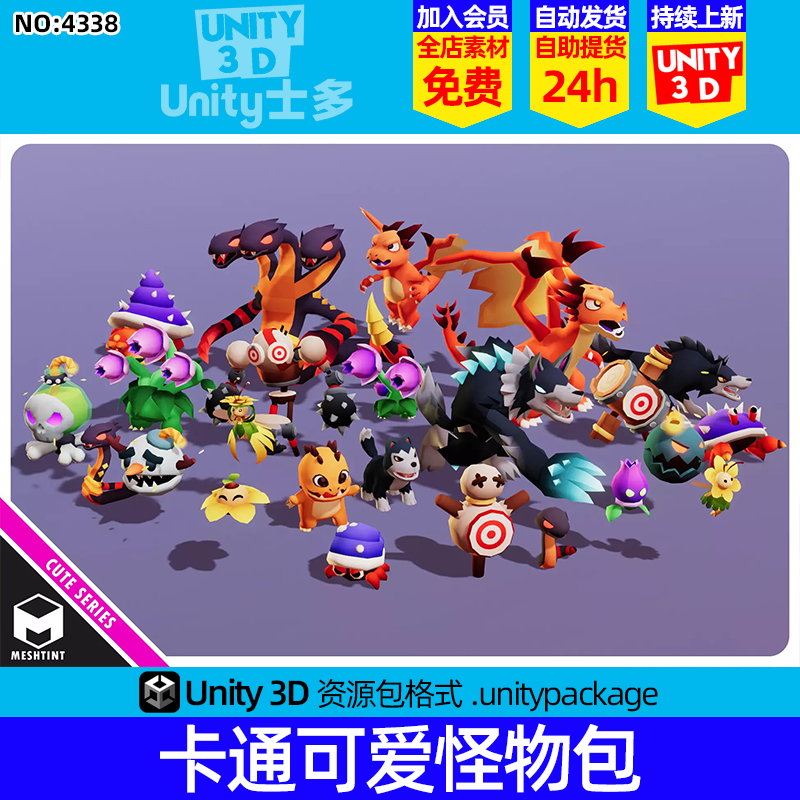 NO:4338
UNITY
3D
Unity士多
加入会员
全店素材
免费
自动发货
自助提货
24h
持续上新
UNITY
3D
CUTE SERIES
MESHTINT
Unity 3D 资源包格式 .unitypackage
卡通可爱怪物包